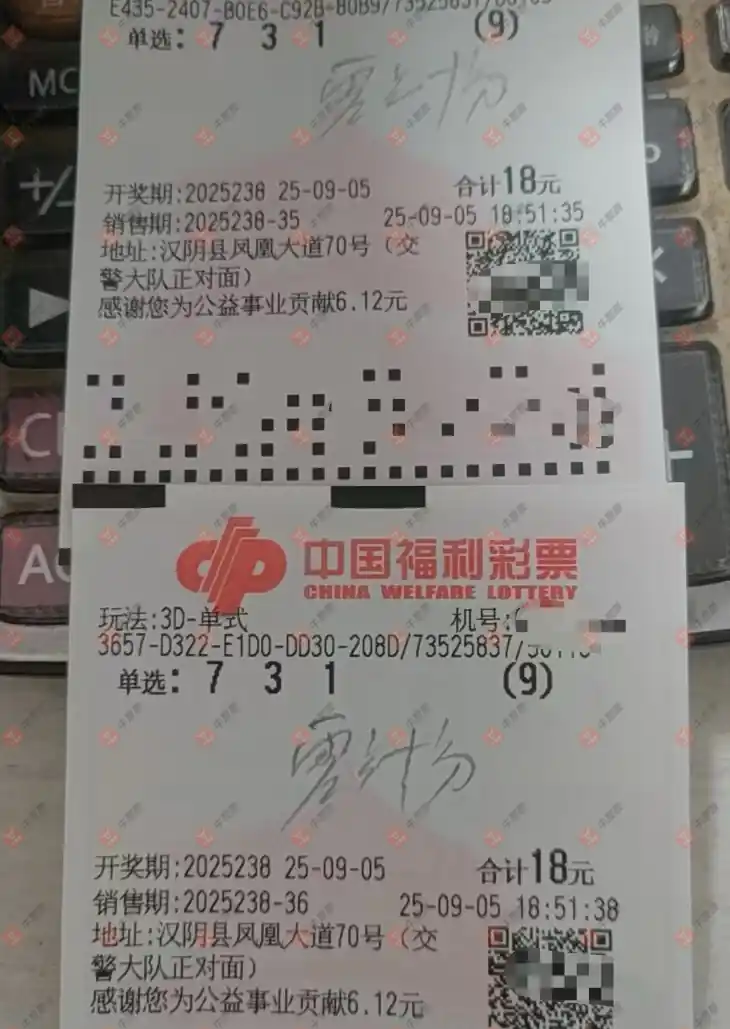 单选: 7 3 1 (9)
开奖期:2025238 25-09-05 合计18元
销售期:2025238-35 25-09-05 18:51:35
地址:汉阴县凤凰大道70号（交
警大队正对面）
感谢您为公益事业贡献6.12元
中国福利彩票
CHINA WELFARE LOTTERY
玩法:3D-单式 机号:
3657-D322-E1D0-DD30-208D/73525837/
单选: 7 3 1 (9)
开奖期:2025238 25-09-05 合计18元
销售期:2025238-36 25-09-05 18:51:38
地址:汉阴县凤凰大道70号（交
警大队正对面）
感谢您为公益事业贡献6.12元